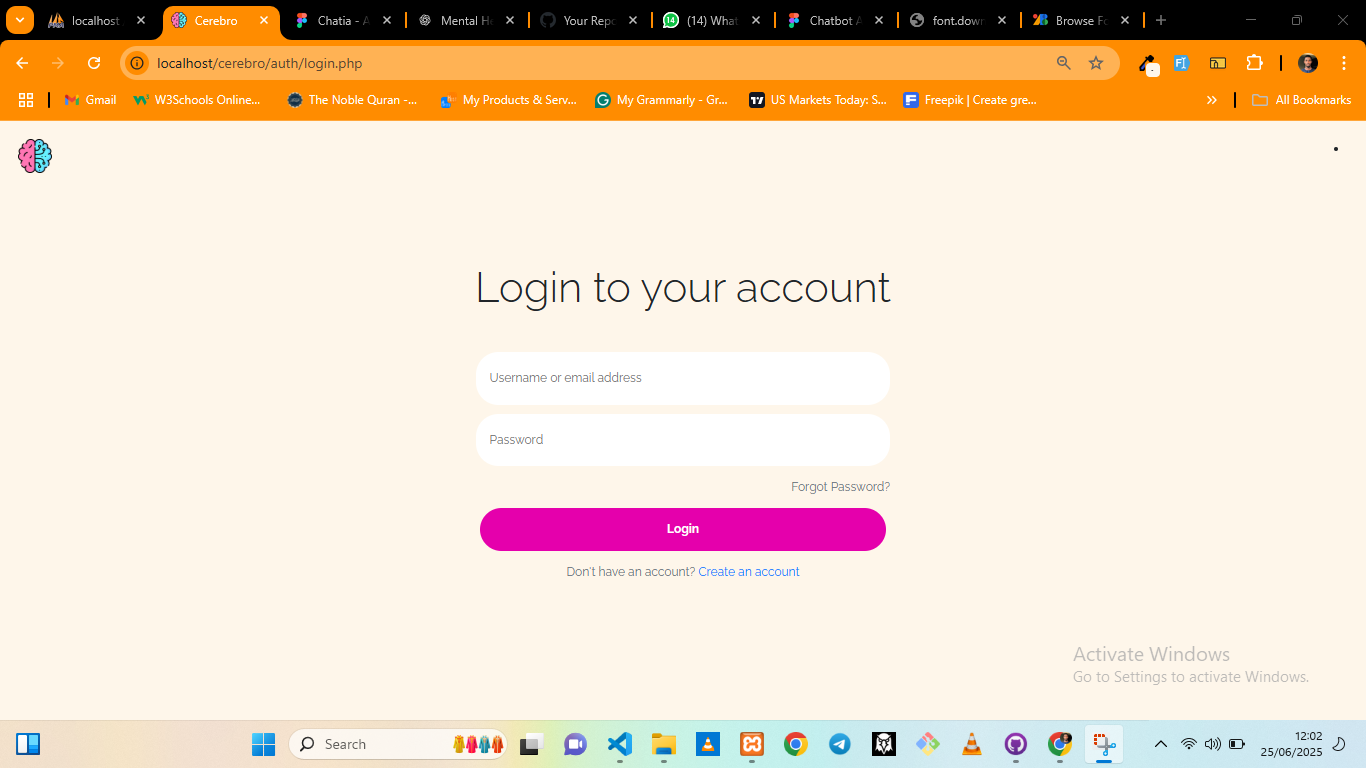 localhost
Cerebro
Chatia - A
Mental He
Your Repo
(14) What
Chatbot A
font.down
Browse Fo
localhost/cerebro/auth/login.php
Gmail
W3Schools Online...
The Noble Quran -...
My Products & Serv...
My Grammarly - Gr...
US Markets Today: S...
Freepik | Create gre...
All Bookmarks
Login to your account
Username or email address
Password
Forgot Password?
Login
Don't have an account? Create an account
Activate Windows
Go to Settings to activate Windows.
Search
12:02
25/06/2025